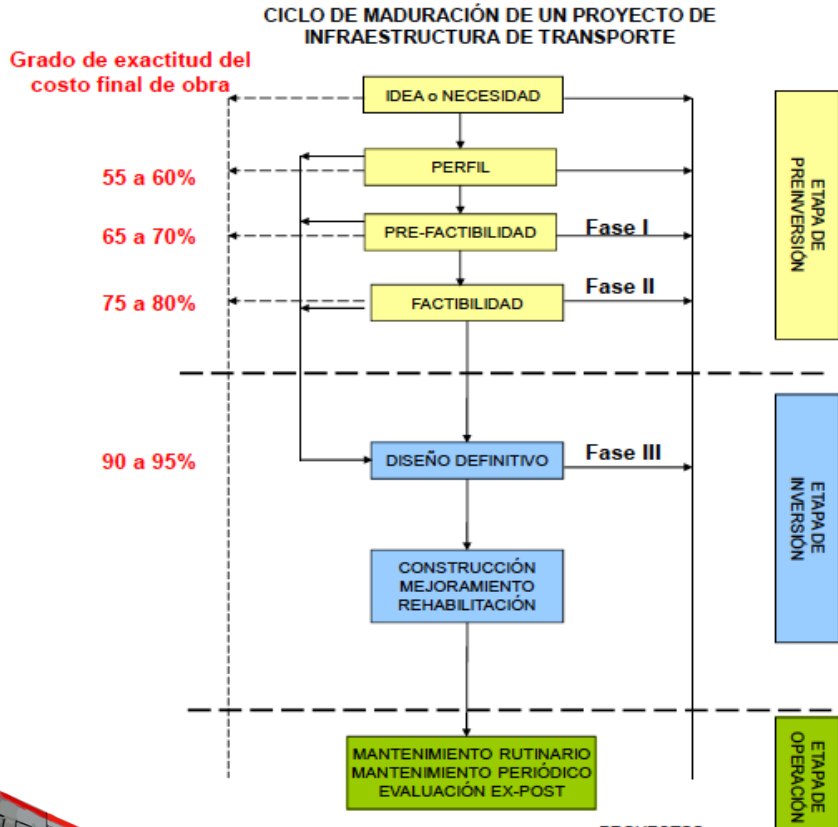 CICLO DE MADURACIÓN DE UN PROYECTO DE
INFRAESTRUCTURA DE TRANSPORTE
Grado de exactitud del
costo final de obra
IDEA o NECESIDAD
PERFIL
55 a 60%
PRE-FACTIBILIDAD
Fase I
65 a 70%
FACTIBILIDAD
Fase II
75 a 80%
ETAPA DE
PREINVERSIÓN
DISEÑO DEFINITIVO
Fase III
90 a 95%
CONSTRUCCIÓN
MEJORAMIENTO
REHABILITACIÓN
ETAPA DE
INVERSIÓN
MANTENIMIENTO RUTINARIO
MANTENIMIENTO PERIÓDICO
EVALUACIÓN EX-POST
ETAPA DE
OPERACIÓN